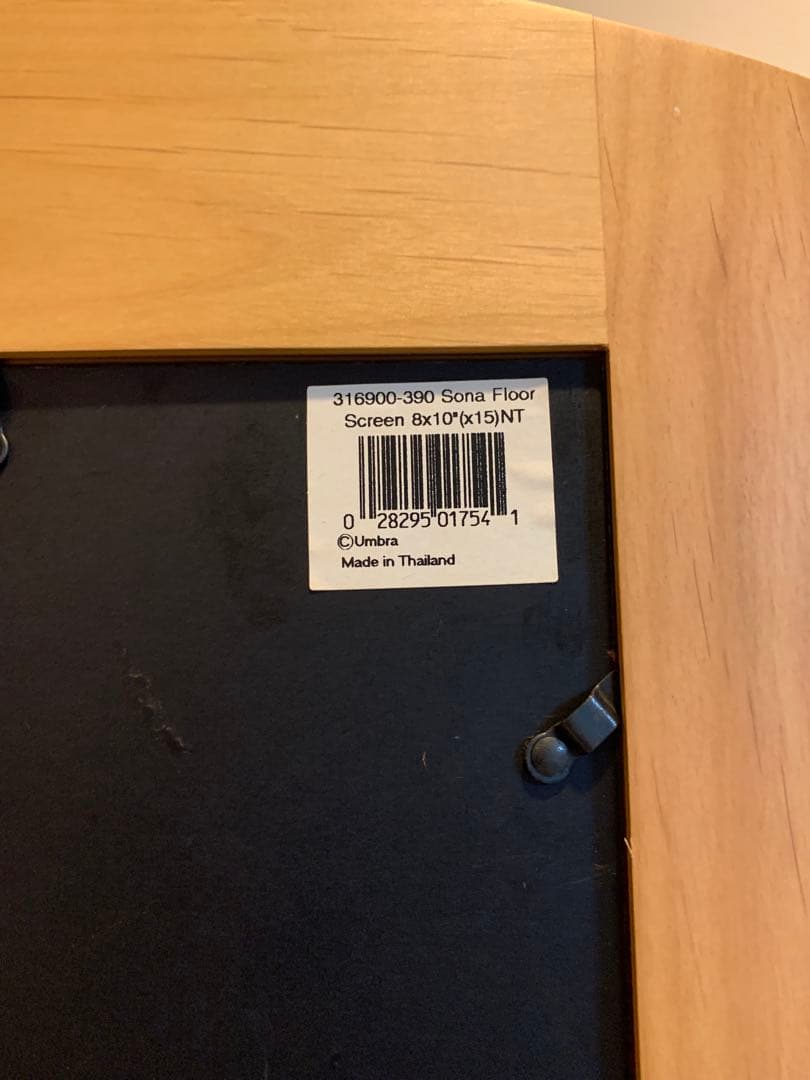 316900-390 Sona Floor
Screen 8x10"(x15)NT
0 28295 01754 1
©Umbra
Made in Thailand